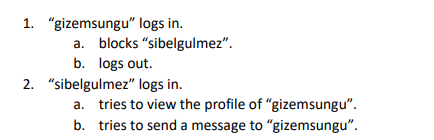 1. “gizemsungu” logs in.
a. blocks “sibelgulmez”.
b. logs out.
2. “sibelgulmez” logs in.
a. tries to view the profile of “gizemsungu”.
b. tries to send a message to “gizemsungu”.